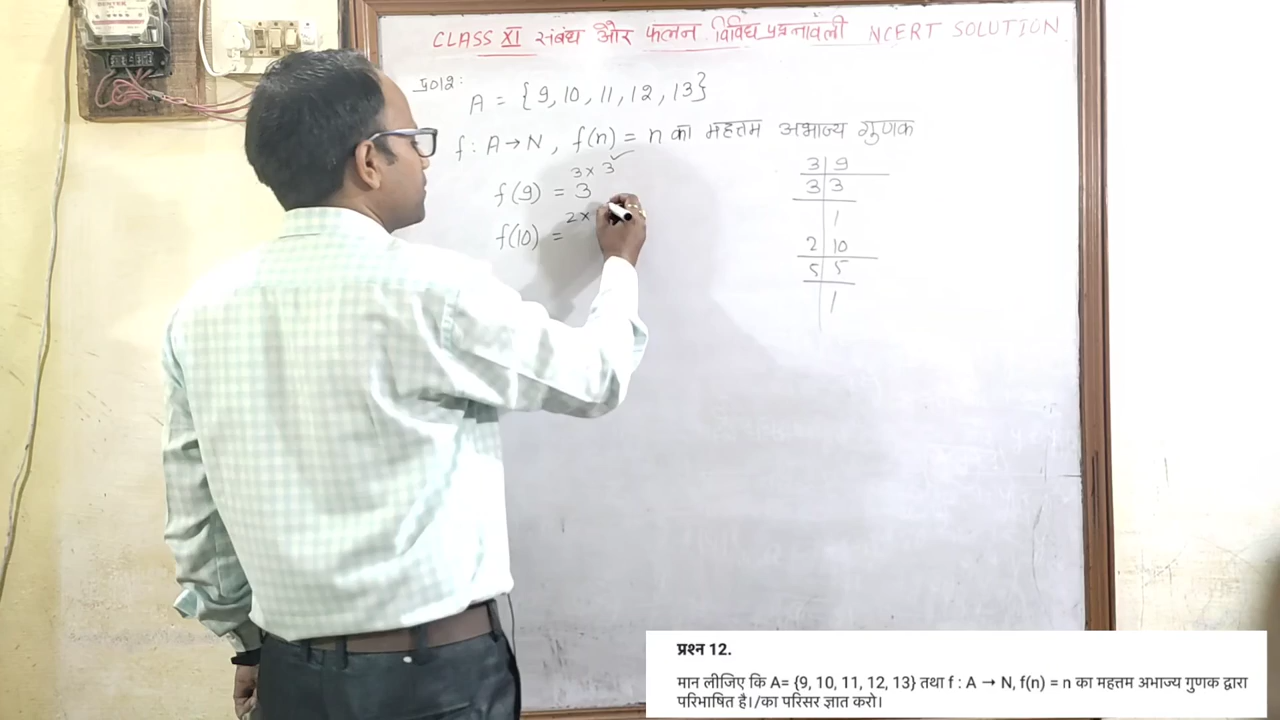 CLASS XI संबंध और फलन विविध प्रश्नावली NCERT SOLUTION
प्र012:
A = {9, 10, 11, 12, 13}
f : A → N , f(n) = n का महत्तम अभाज्य गुणक
3 × 3 ✓
f(9) = 3
2 ×
f(10) =
3 | 9
3 | 3
1
2 | 10
5 | 5
1
प्रश्न 12.
मान लीजिए कि A= {9, 10, 11, 12, 13} तथा f : A → N, f(n) = n का महत्तम अभाज्य गुणक द्वारा
परिभाषित है।/का परिसर ज्ञात करो।